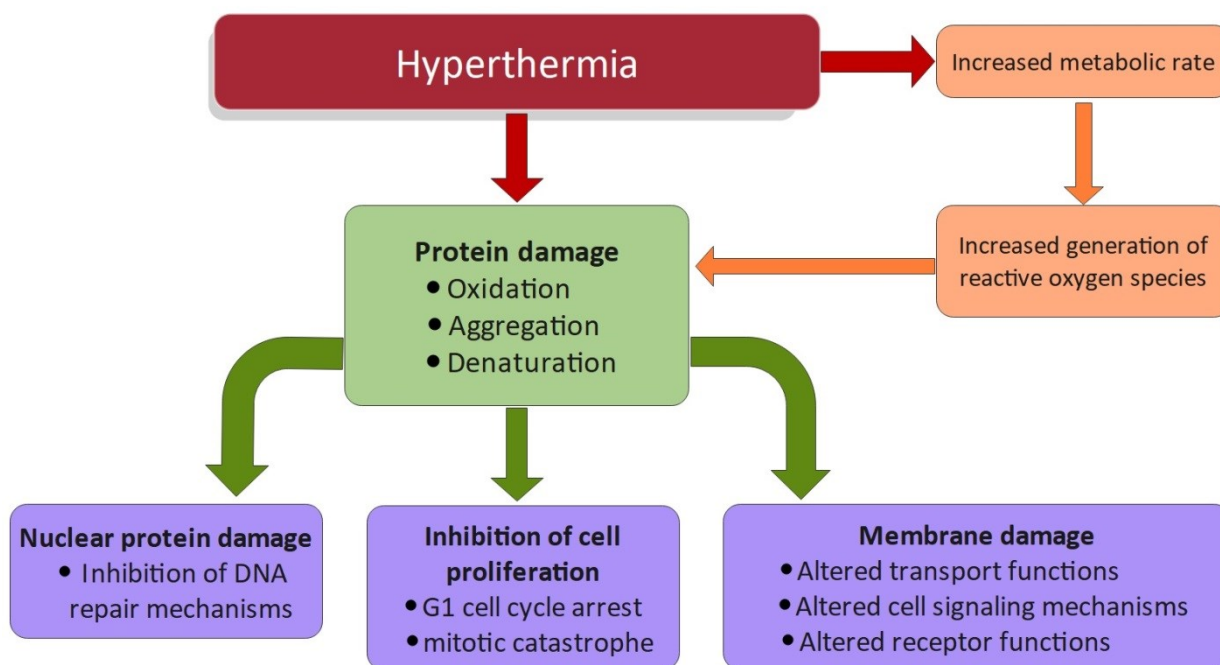 Hyperthermia
Increased metabolic rate
Increased generation of
reactive oxygen species
Protein damage
• Oxidation
• Aggregation
• Denaturation
Nuclear protein damage
• Inhibition of DNA
repair mechanisms
Inhibition of cell
proliferation
• G1 cell cycle arrest
• mitotic catastrophe
Membrane damage
• Altered transport functions
• Altered cell signaling mechanisms
• Altered receptor functions